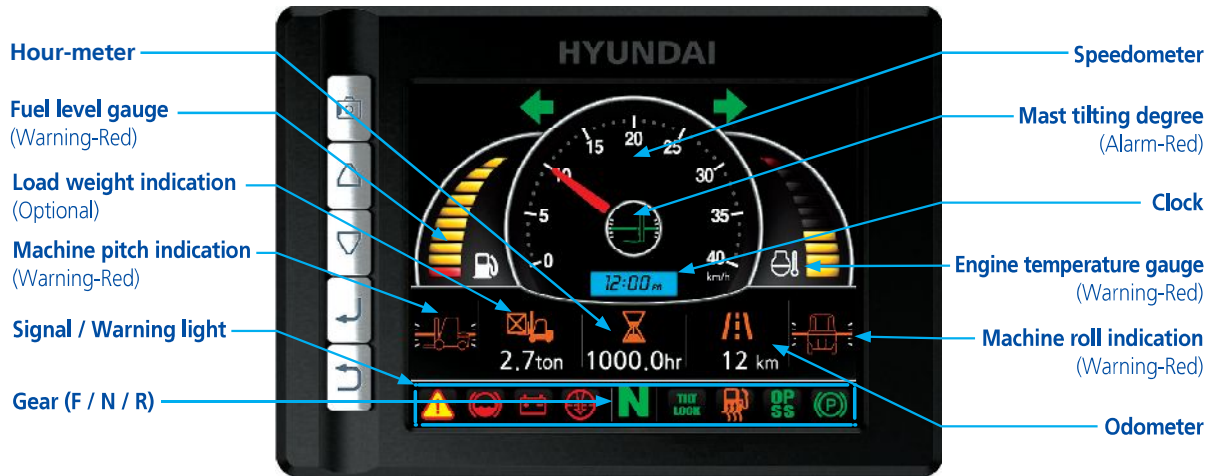 HYUNDAI
Hour-meter
Fuel level gauge
(Warning-Red)
Load weight indication
(Optional)
Machine pitch indication
(Warning-Red)
Signal / Warning light
Gear (F / N / R)
Speedometer
Mast tilting degree
(Alarm-Red)
Clock
Engine temperature gauge
(Warning-Red)
Machine roll indication
(Warning-Red)
Odometer
0
5
10
15
20
25
30
35
40
km/h
12:00 PM
2.7ton
1000.0hr
12 km
N
TILT
LOCK
OP
SS
P